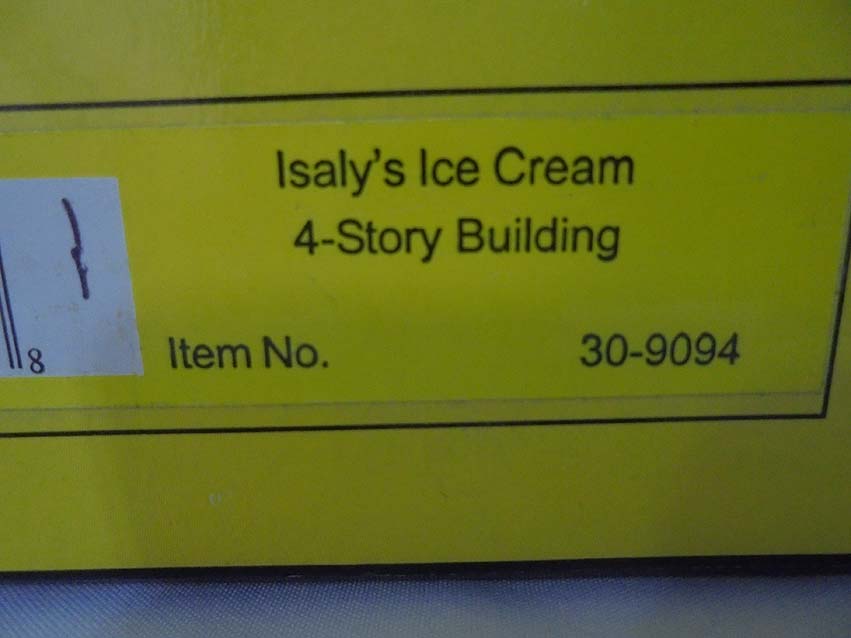 Isaly's Ice Cream
4-Story Building
8
Item No. 30-9094